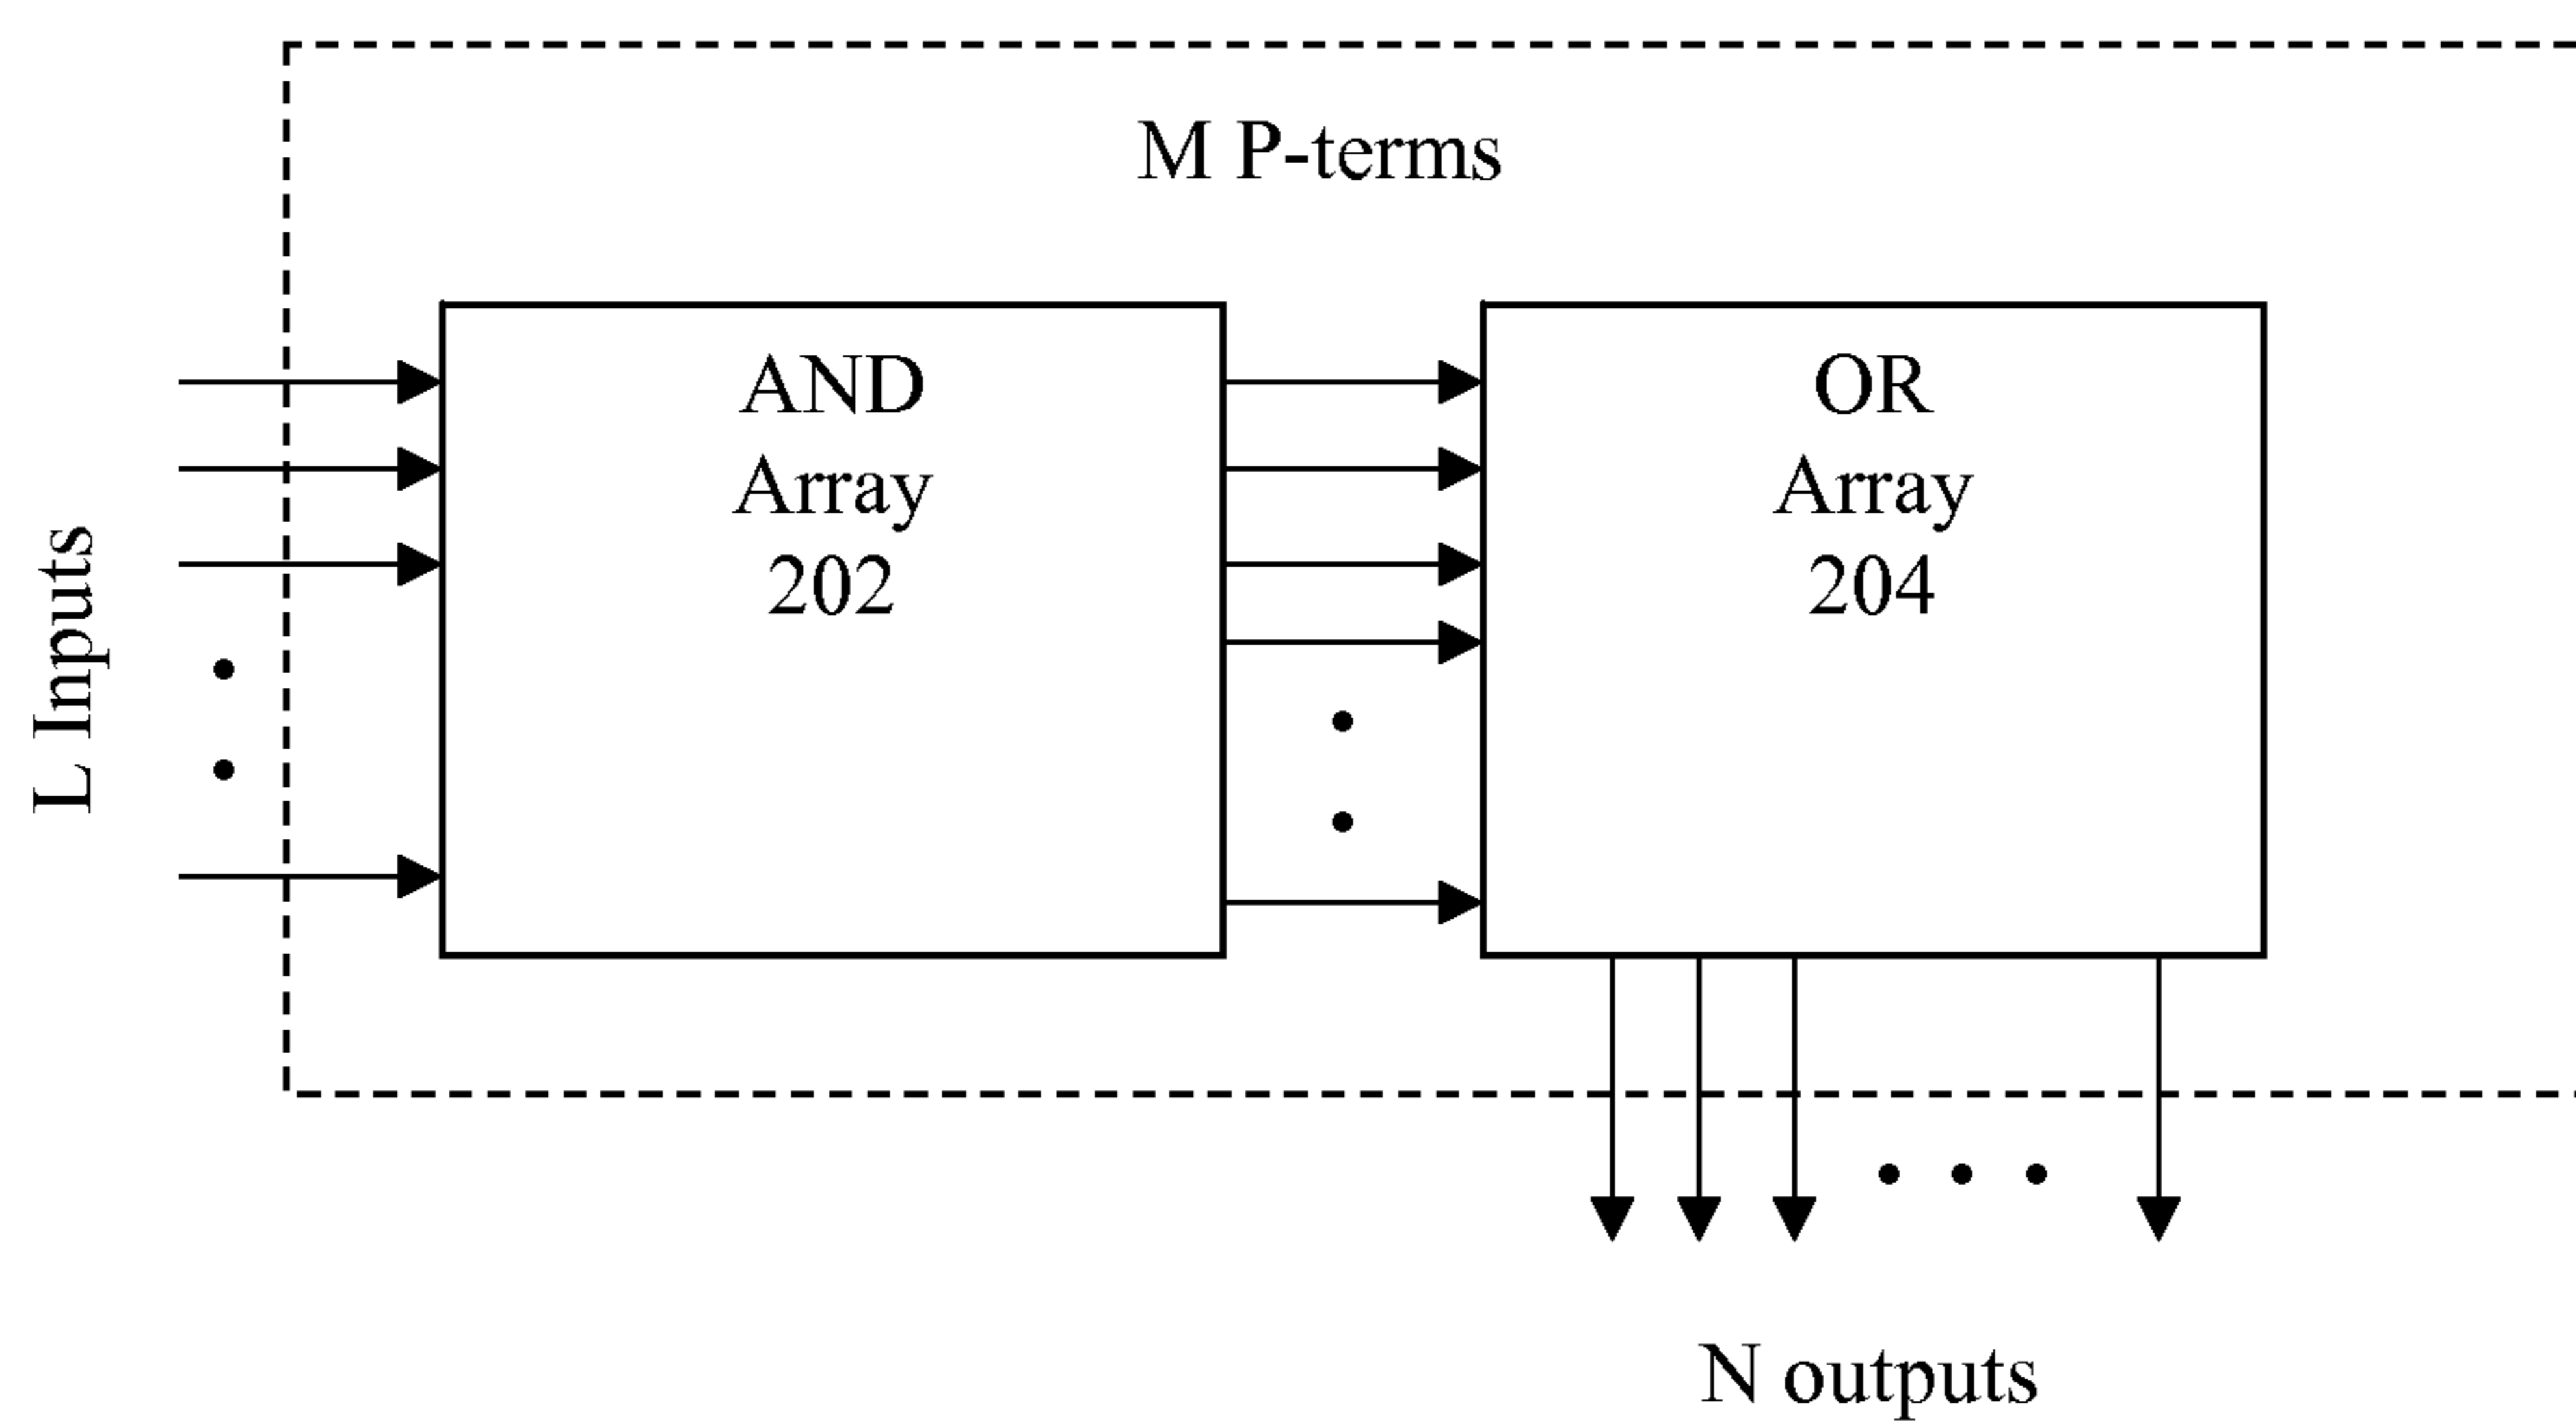 M P-terms
L Inputs
AND
Array
202
OR
Array
204
N outputs